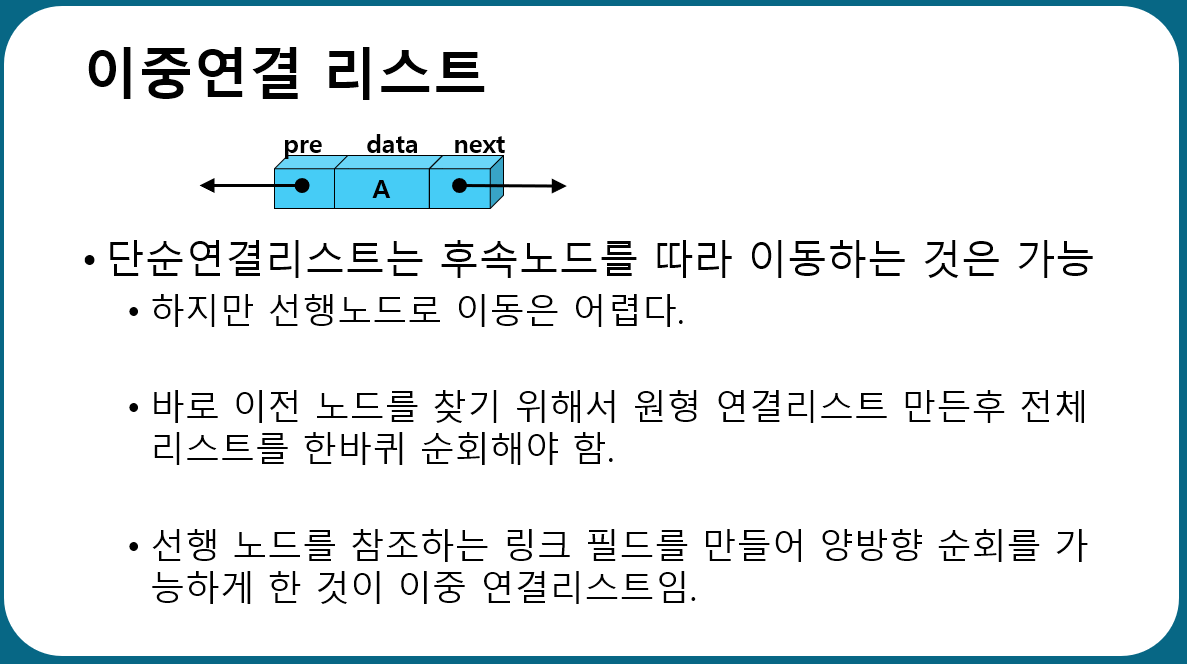 이중연결 리스트
pre data next
A
• 단순연결리스트는 후속노드를 따라 이동하는 것은 가능
• 하지만 선행노드로 이동은 어렵다.
• 바로 이전 노드를 찾기 위해서 원형 연결리스트 만든후 전체
리스트를 한바퀴 순회해야 함.
• 선행 노드를 참조하는 링크 필드를 만들어 양방향 순회를 가
능하게 한 것이 이중 연결리스트임.